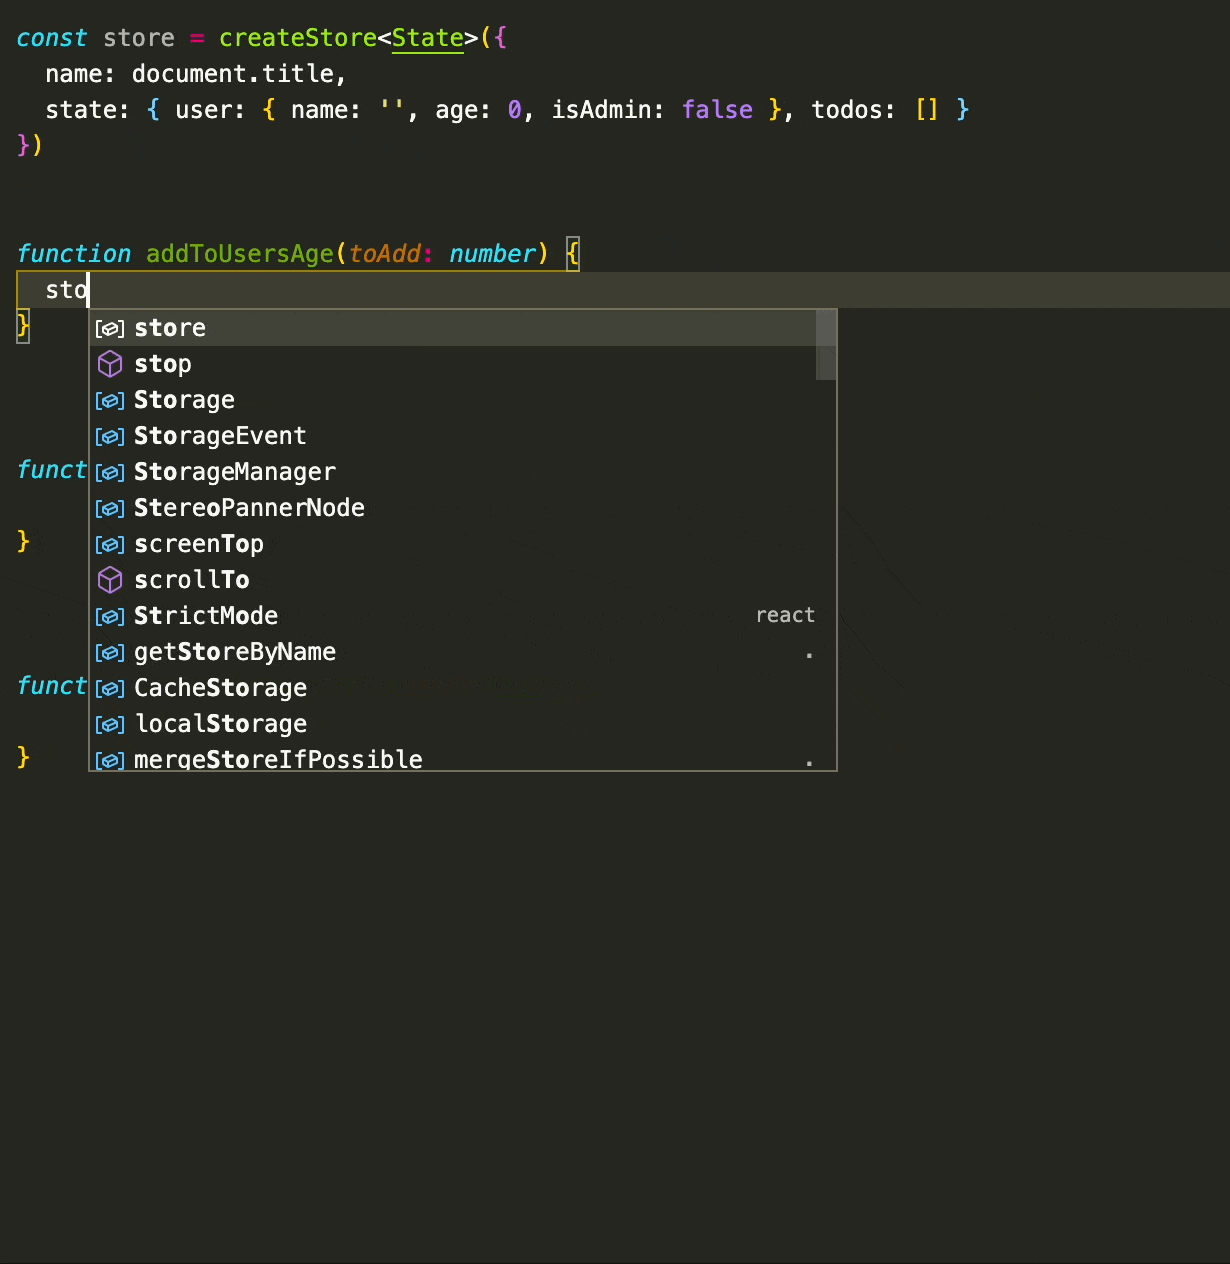 const store = createStore<State>({
  name: document.title,
  state: { user: { name: '', age: 0, isAdmin: false }, todos: [] }
})
function addToUsersAge(toAdd: number) {
  sto
}
store
stop
Storage
StorageEvent
funct
StorageManager
StereoPannerNode
}
screenTop
scrollTo
StrictMode react
getStoreByName .
funct
CacheStorage
localStorage
}
mergeStoreIfPossible .